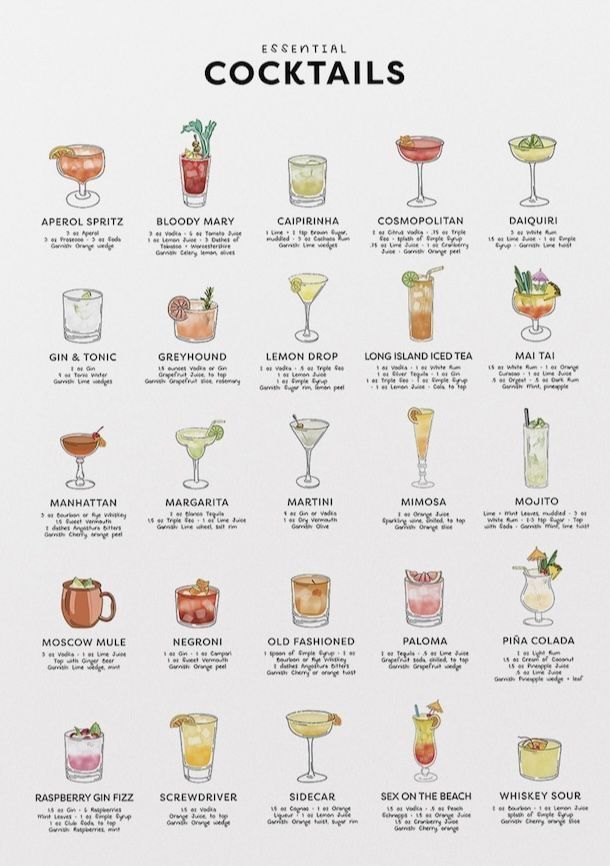 ESSENTIAL
COCKTAILS
APEROL SPRITZ
3 oz Aperol
3 oz Prosecco - 3 oz Soda
Garnish: Orange wedge
BLOODY MARY
3 oz Vodka - 6 oz Tomato Juice
1 oz Lemon Juice - 3 Dashes of
Tabasco + Worcestershire
Garnish: Celery, lemon, olives
CAIPIRINHA
1 Lime + 2 tsp Brown Sugar,
muddled - 3 oz Cachaca Rum
Garnish: Lime wedges
COSMOPOLITAN
2 oz Citrus Vodka - .75 oz Triple
Sec - splash of Simple Syrup
.75 oz Lime Juice - 1 oz Cranberry
Juice - Garnish: Orange peel
DAIQUIRI
2 oz White Rum
1.5 oz Lime Juice - 1 oz Simple
Syrup - Garnish: Lime twist
GIN & TONIC
2 oz Gin
4 oz Tonic Water
Garnish: Lime wedges
GREYHOUND
1.5 ounces Vodka or Gin
Grapefruit Juice, to top
Garnish: Grapefruit slice, rosemary
LEMON DROP
2 oz Vodka - .5 oz Triple Sec
1 oz Lemon Juice
1 oz Simple Syrup
Garnish: Sugar rim, lemon peel
LONG ISLAND ICED TEA
1 oz Vodka - 1 oz White Rum
1 oz Silver Tequila - 1 oz Gin
1 oz Triple Sec - 1 oz Simple Syrup
1 oz Lemon Juice - Cola, to top
MAI TAI
1.5 oz White Rum - 1 oz Orange
Curacao - 1 oz Lime Juice
.5 oz Orgeat - .5 oz Dark Rum
Garnish: Mint, pineapple
MANHATTAN
3 oz Bourbon or Rye Whiskey
1.5 Sweet Vermouth
2 dashes Angostura Bitters
Garnish: Cherry, orange peel
MARGARITA
2 oz Blanco Tequila
1.5 oz Triple Sec - 1 oz Lime Juice
Garnish: Lime wheel, salt rim
MARTINI
4 oz Gin or Vodka
1 oz Dry Vermouth
Garnish: Olive
MIMOSA
2 oz Orange Juice
Sparkling wine, chilled, to top
Garnish: Orange slice
MOJITO
Lime + Mint Leaves, muddled - 3 oz
White Rum - 2-3 tsp Sugar - Top
with Soda - Garnish: Mint, lime twist
MOSCOW MULE
3 oz Vodka - 1 oz Lime Juice
Top with Ginger Beer
Garnish: Lime wedge, mint
NEGRONI
1 oz Gin - 1 oz Campari
1 oz Sweet Vermouth
Garnish: Orange peel
OLD FASHIONED
1 spoon of Simple Syrup - 2 oz
Bourbon or Rye Whiskey
2 dashes Angostura Bitters
Garnish: Cherry or orange twist
PALOMA
2 oz Tequila - .5 oz Lime Juice
Grapefruit soda, chilled, to top
Garnish: Grapefruit wedge
PIÑA COLADA
2 oz Light Rum
1.5 oz Cream of Coconut
1.5 oz Pineapple Juice
.5 oz Lime Juice
Garnish: Pineapple wedge + leaf
RASPBERRY GIN FIZZ
1.5 oz Gin - 6 Raspberries
Mint Leaves - 1 oz Simple Syrup
1 oz Club Soda, to top
Garnish: Raspberries, mint
SCREWDRIVER
1.5 oz Vodka
Orange Juice, to top
Garnish: Orange wedge
SIDECAR
1.5 oz Cognac - 1 oz Orange
Liqueur - 1 oz Lemon Juice
Garnish: Orange twist, sugar rim
SEX ON THE BEACH
1.5 oz Vodka - .5 oz Peach
Schnapps - 1.5 oz Orange Juice
1.5 oz Cranberry Juice
Garnish: Cherry, orange
WHISKEY SOUR
2 oz Bourbon - 1 oz Lemon Juice
splash of Simple Syrup
Garnish: Cherry, orange